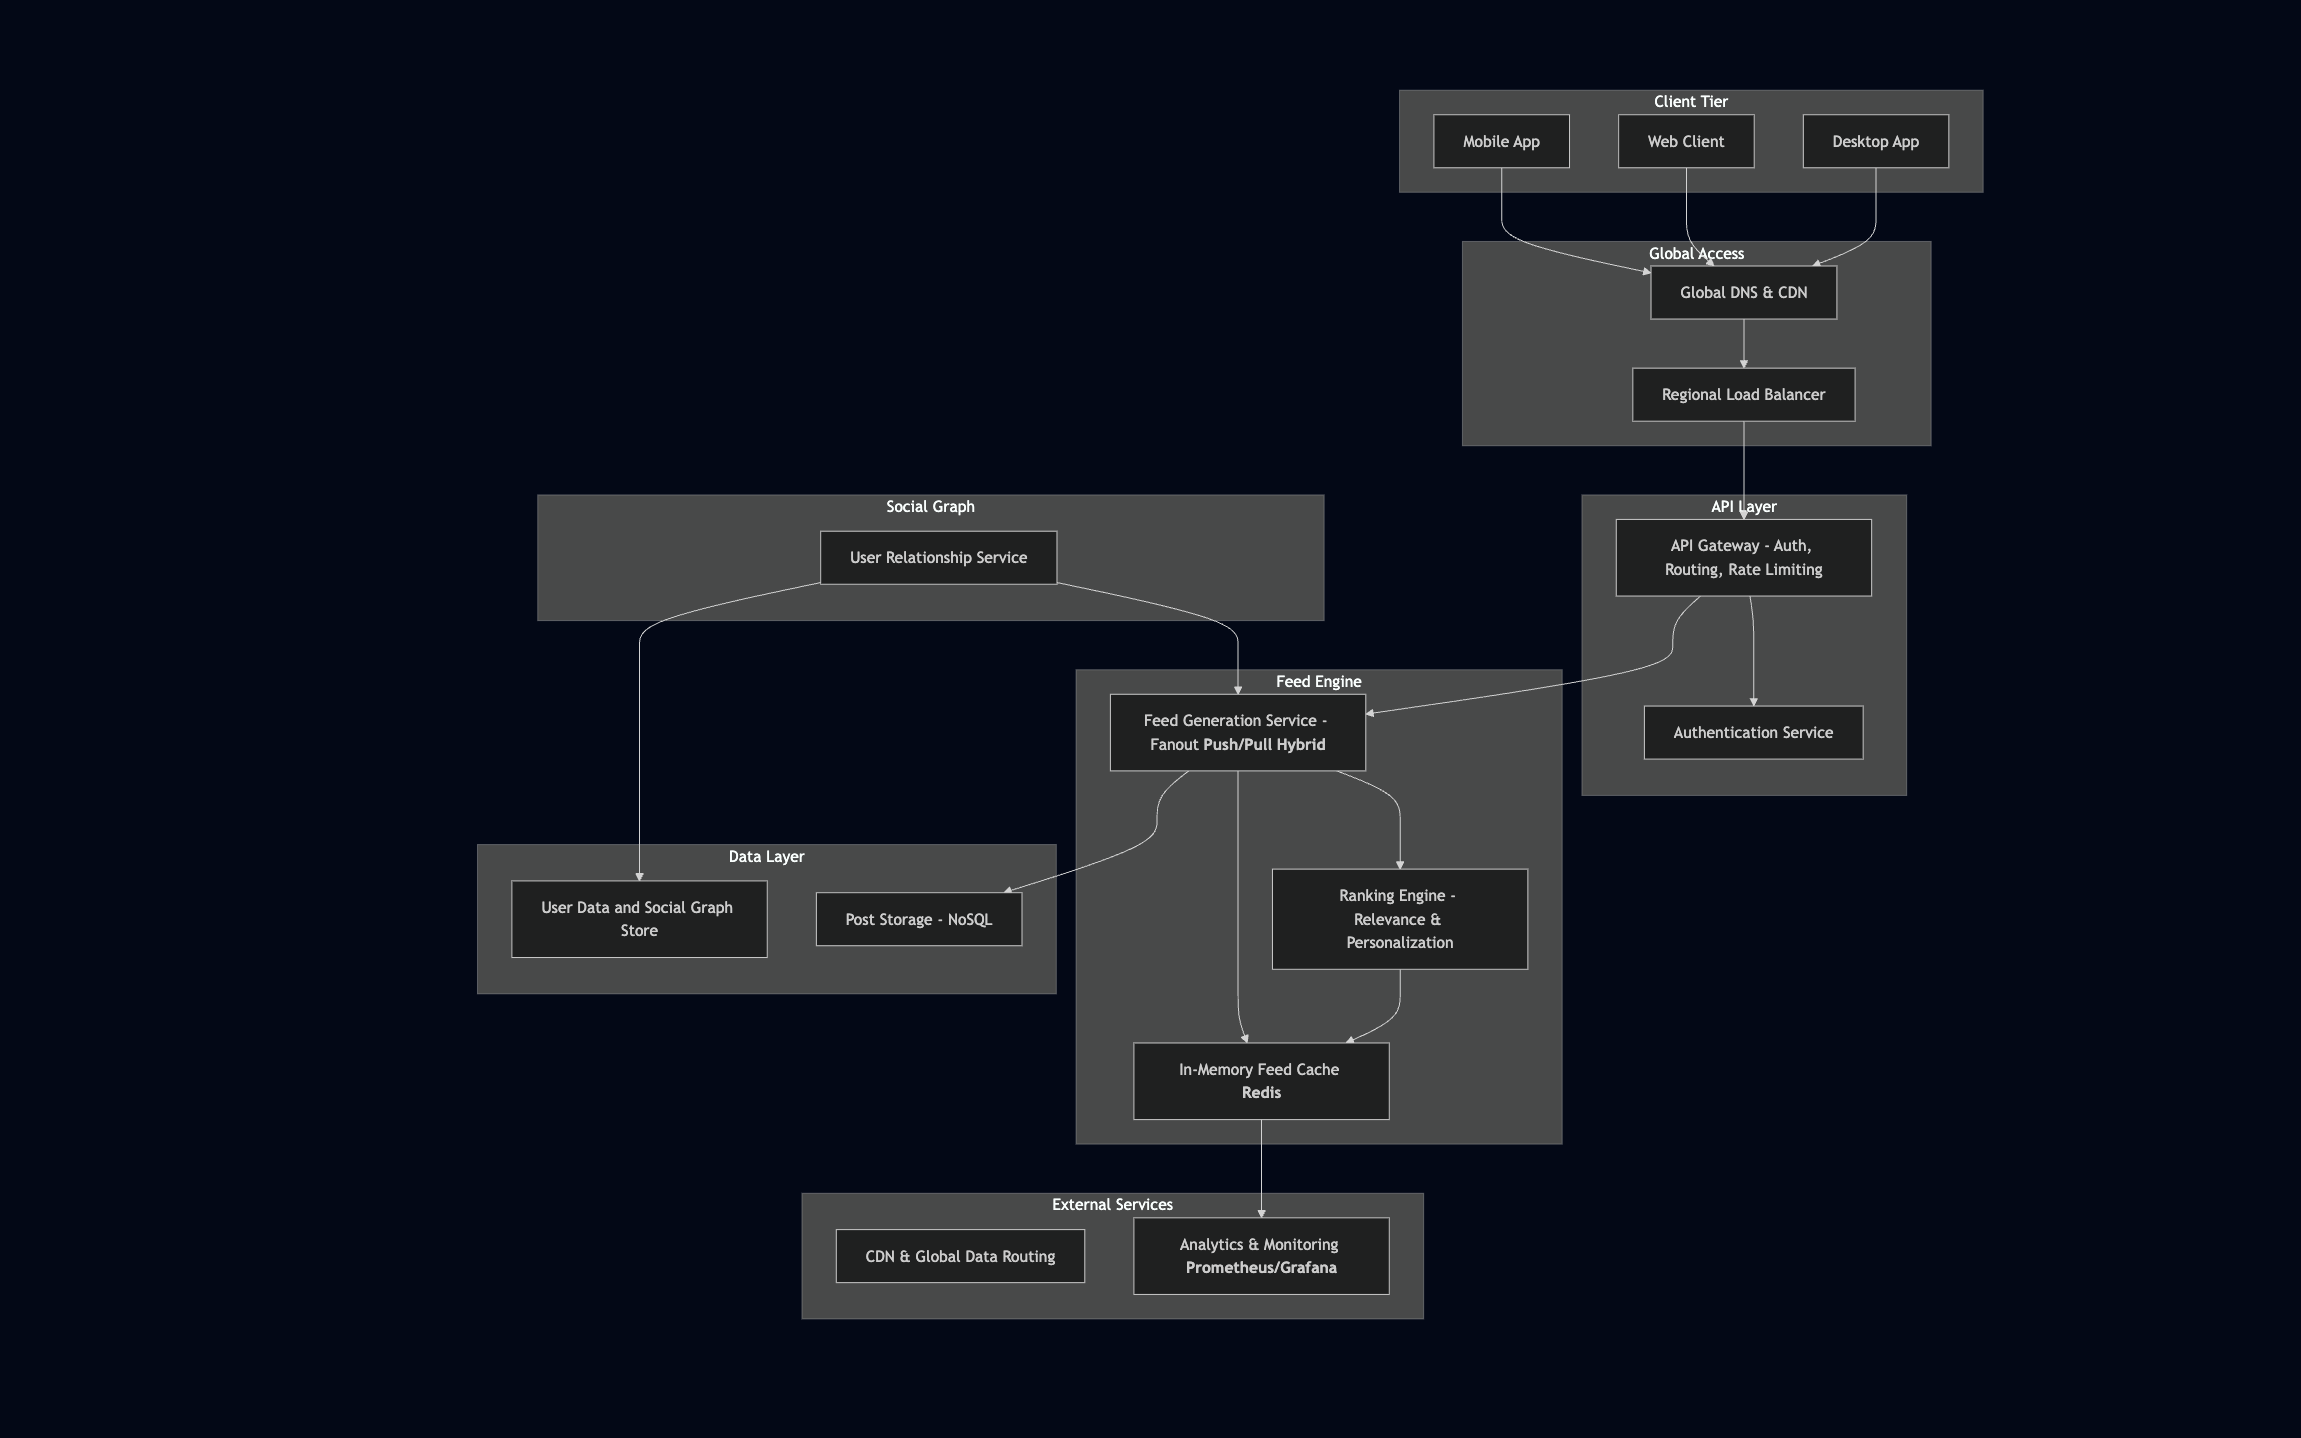 Client Tier
Mobile App
Web Client
Desktop App
Global Access
Global DNS & CDN
Regional Load Balancer
Social Graph
User Relationship Service
API Layer
API Gateway - Auth,
Routing, Rate Limiting
Authentication Service
Feed Engine
Feed Generation Service -
Fanout Push/Pull Hybrid
Data Layer
User Data and Social Graph
Store
Post Storage - NoSQL
Ranking Engine -
Relevance &
Personalization
In-Memory Feed Cache
Redis
External Services
CDN & Global Data Routing
Analytics & Monitoring
Prometheus/Grafana